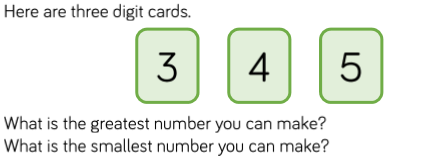 Here are three digit cards.
3 4 5
What is the greatest number you can make?
What is the smallest number you can make?